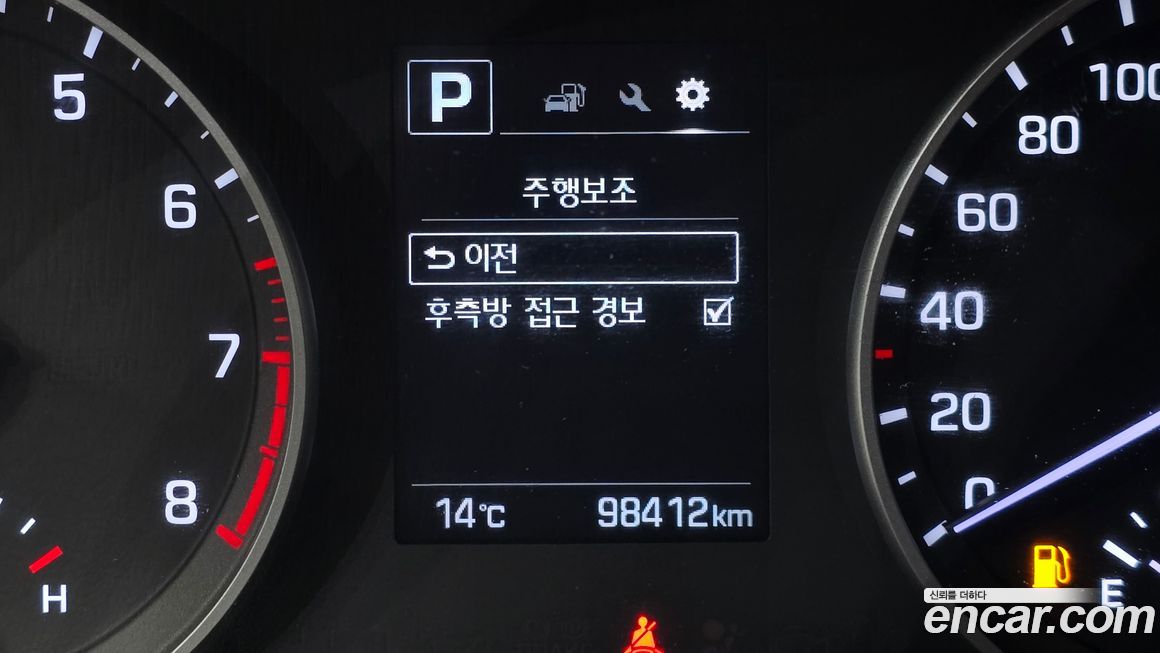 5
6
7
8
H
P
주행보조
이전
후측방 접근 경보
14°C
98412km
100
80
60
40
20
0
E
신뢰를 더하다
encar.com